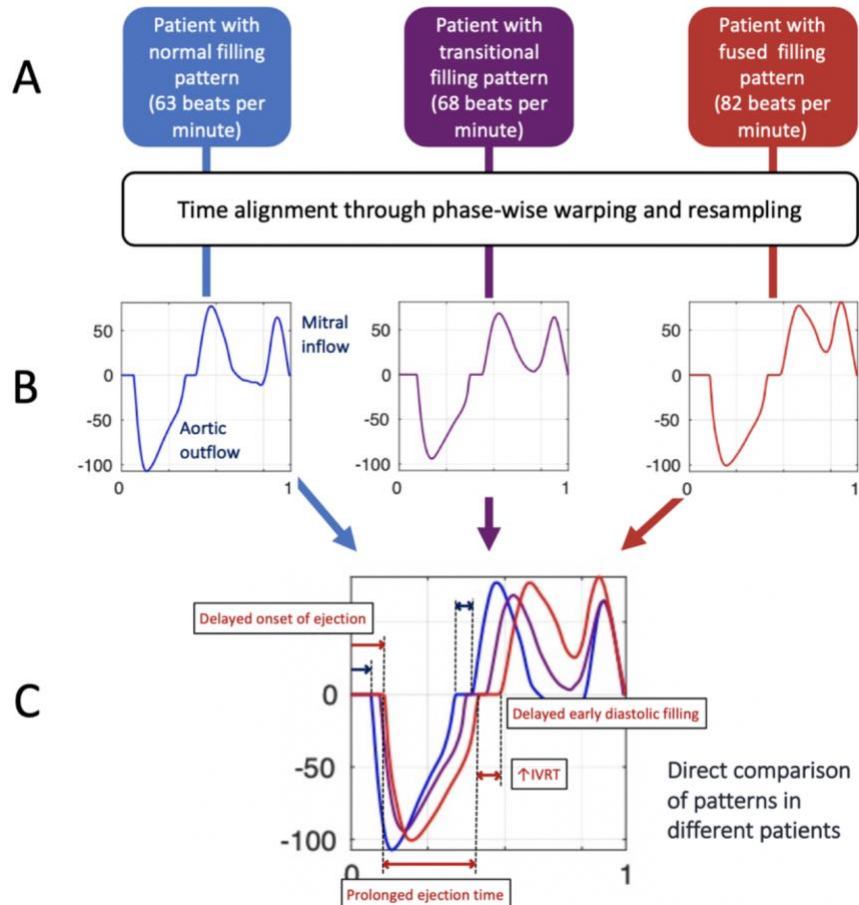 A
Patient with
normal filling
pattern
(63 beats per
minute)
Patient with
transitional
filling pattern
(68 beats per
minute)
Patient with
fused filling
pattern
(82 beats per
minute)
Time alignment through phase-wise warping and resampling
B
50
0
-50
-100
0
1
Mitral
inflow
Aortic
outflow
50
0
-50
-100
0
1
50
0
-50
-100
0
1
C
Delayed onset of ejection
0
-50
-100
0
1
Delayed early diastolic filling
↑IVRT
Prolonged ejection time
Direct comparison
of patterns in
different patients